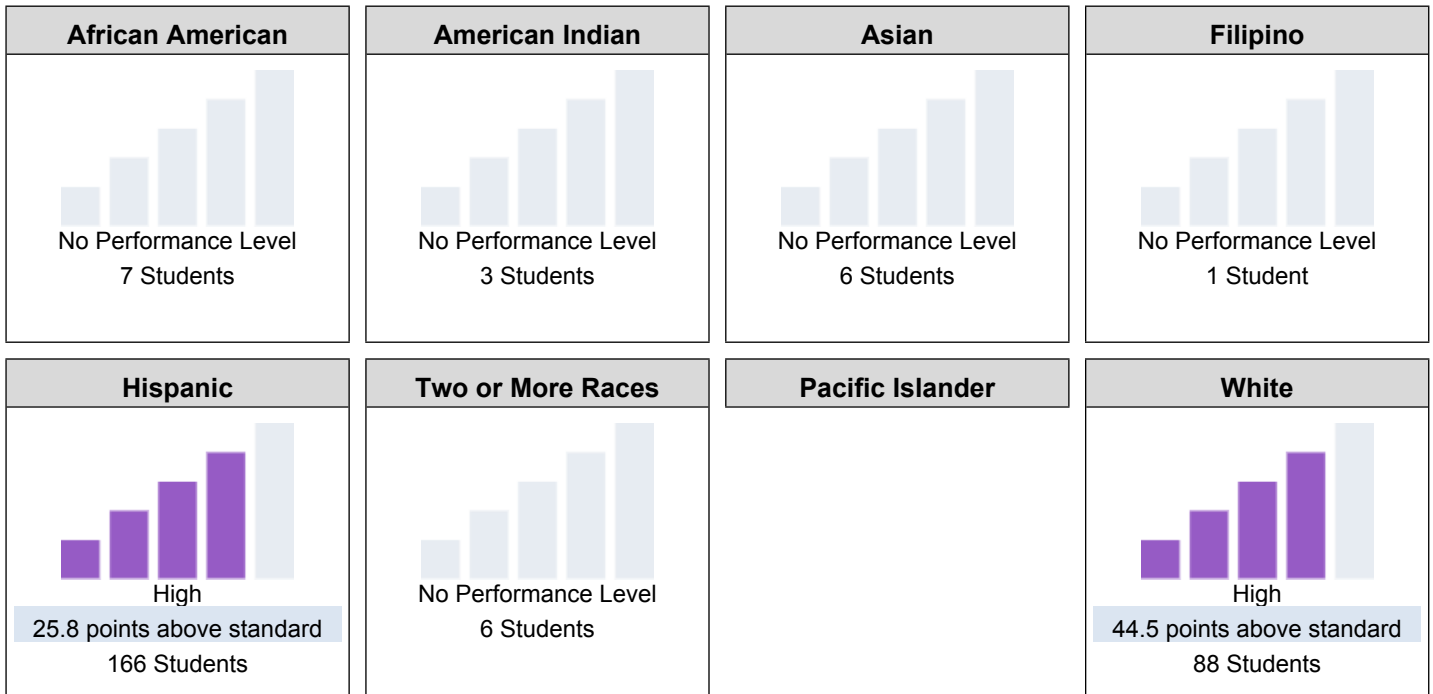 African American
No Performance Level
7 Students
American Indian
No Performance Level
3 Students
Asian
No Performance Level
6 Students
Filipino
No Performance Level
1 Student
Hispanic
High
25.8 points above standard
166 Students
Two or More Races
No Performance Level
6 Students
Pacific Islander
White
High
44.5 points above standard
88 Students